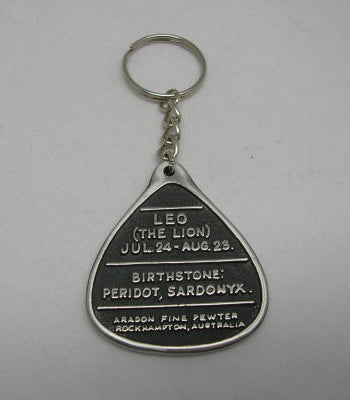 LEO
(THE LION)
JUL. 24 - AUG. 23.
BIRTHSTONE:
PERIDOT, SARDONYX.
ARADON FINE PEWTER
ROCKHAMPTON, AUSTRALIA